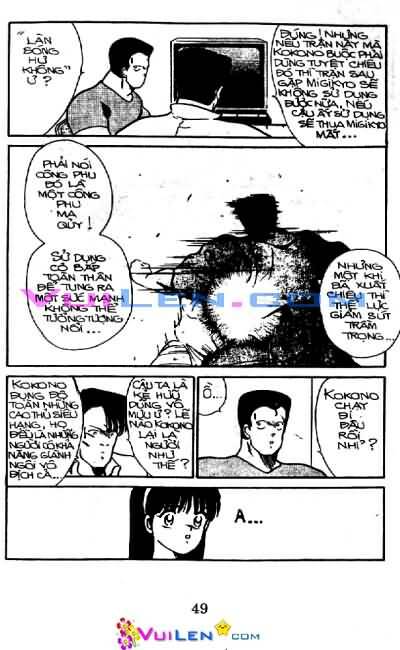 "LÀN
SÓNG
HƯ
KHÔNG"
Ư ?
ĐÚNG! NHƯNG
NẾU TRẬN NÀY MÀ
KOKONO BUỘC PHẢI
DÙNG TUYỆT CHIÊU
ĐÓ THÌ TRẬN SAU
GẶP MIGIKYO SẼ
KHÔNG SỬ DỤNG
ĐƯỢC NỮA, NẾU
CẬU ẤY SỬ DỤNG
SẼ THUA MIGIKYO
MẤT...
PHẢI NÓI
CÔNG PHU
ĐÓ LÀ
MỘT CÔNG
PHU
MA
QUỶ!
SỬ DỤNG
CƠ BẮP
TOÀN THÂN
ĐỂ TUNG RA
MỘT SỨC MẠNH
KHÔNG THỂ
TƯỞNG TƯỢNG
NỔI...
NHƯNG
MỘT KHI
ĐÃ XUẤT
CHIÊU THÌ
THỂ LỰC
GIẢM SÚT
TRẦM
TRỌNG...
VUILEN.COM
KOKONO
ĐỤNG ĐỘ
TOÀN NHỮNG
CAO THỦ SIÊU
HẠNG, HỌ
ĐỀU LÀ NHỮNG
NGƯỜI CÓ KHẢ
NĂNG GIÀNH
NGÔI VÔ
ĐỊCH CẢ...
CẬU TA LÀ
KẺ HỮU
DŨNG VÔ
MƯU Ư? LẼ
NÀO KOKONO
LẠI LÀ
NGƯỜI
NHƯ
THẾ?
Ồ...
KOKONO
CHẠY
ĐI
ĐÂU
RỒI
NHỈ?
A...
49
VUILEN.COM